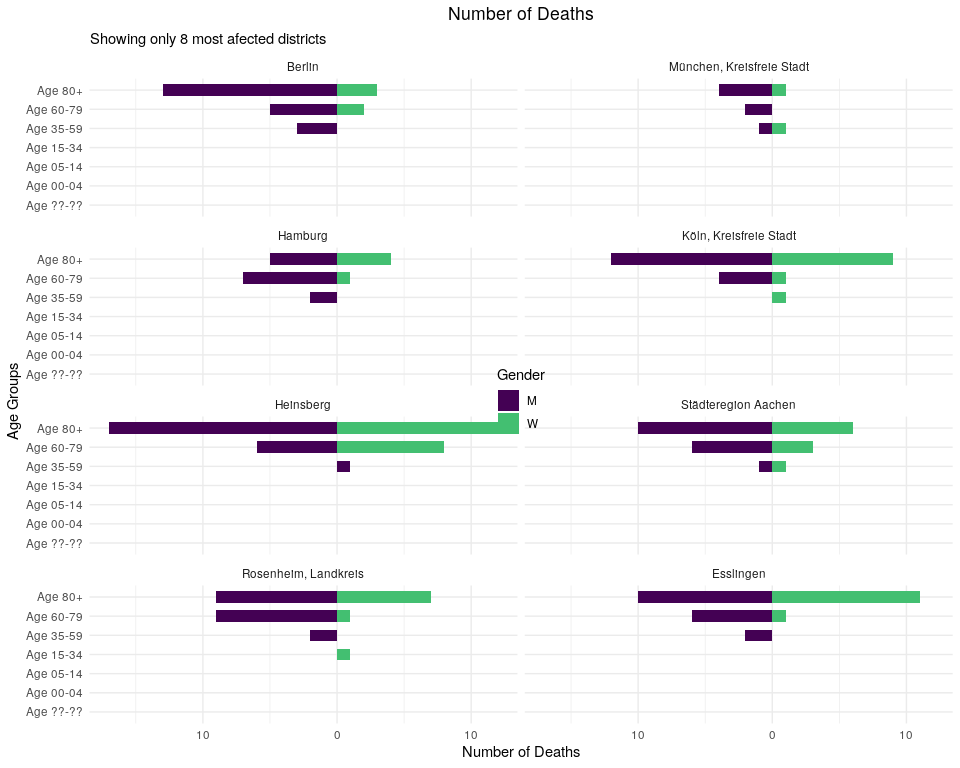 Number of Deaths
Showing only 8 most afected districts
Berlin
München, Kreisfreie Stadt
Age 80+
Age 60-79
Age 35-59
Age 15-34
Age 05-14
Age 00-04
Age ??-??
Hamburg
Köln, Kreisfreie Stadt
Age 80+
Age 60-79
Age 35-59
Age 15-34
Age 05-14
Age 00-04
Age ??-??
Age Groups
Gender
M
W
Heinsberg
Städteregion Aachen
Age 80+
Age 60-79
Age 35-59
Age 15-34
Age 05-14
Age 00-04
Age ??-??
Rosenheim, Landkreis
Esslingen
Age 80+
Age 60-79
Age 35-59
Age 15-34
Age 05-14
Age 00-04
Age ??-??
10 0 10 10 0 10
Number of Deaths